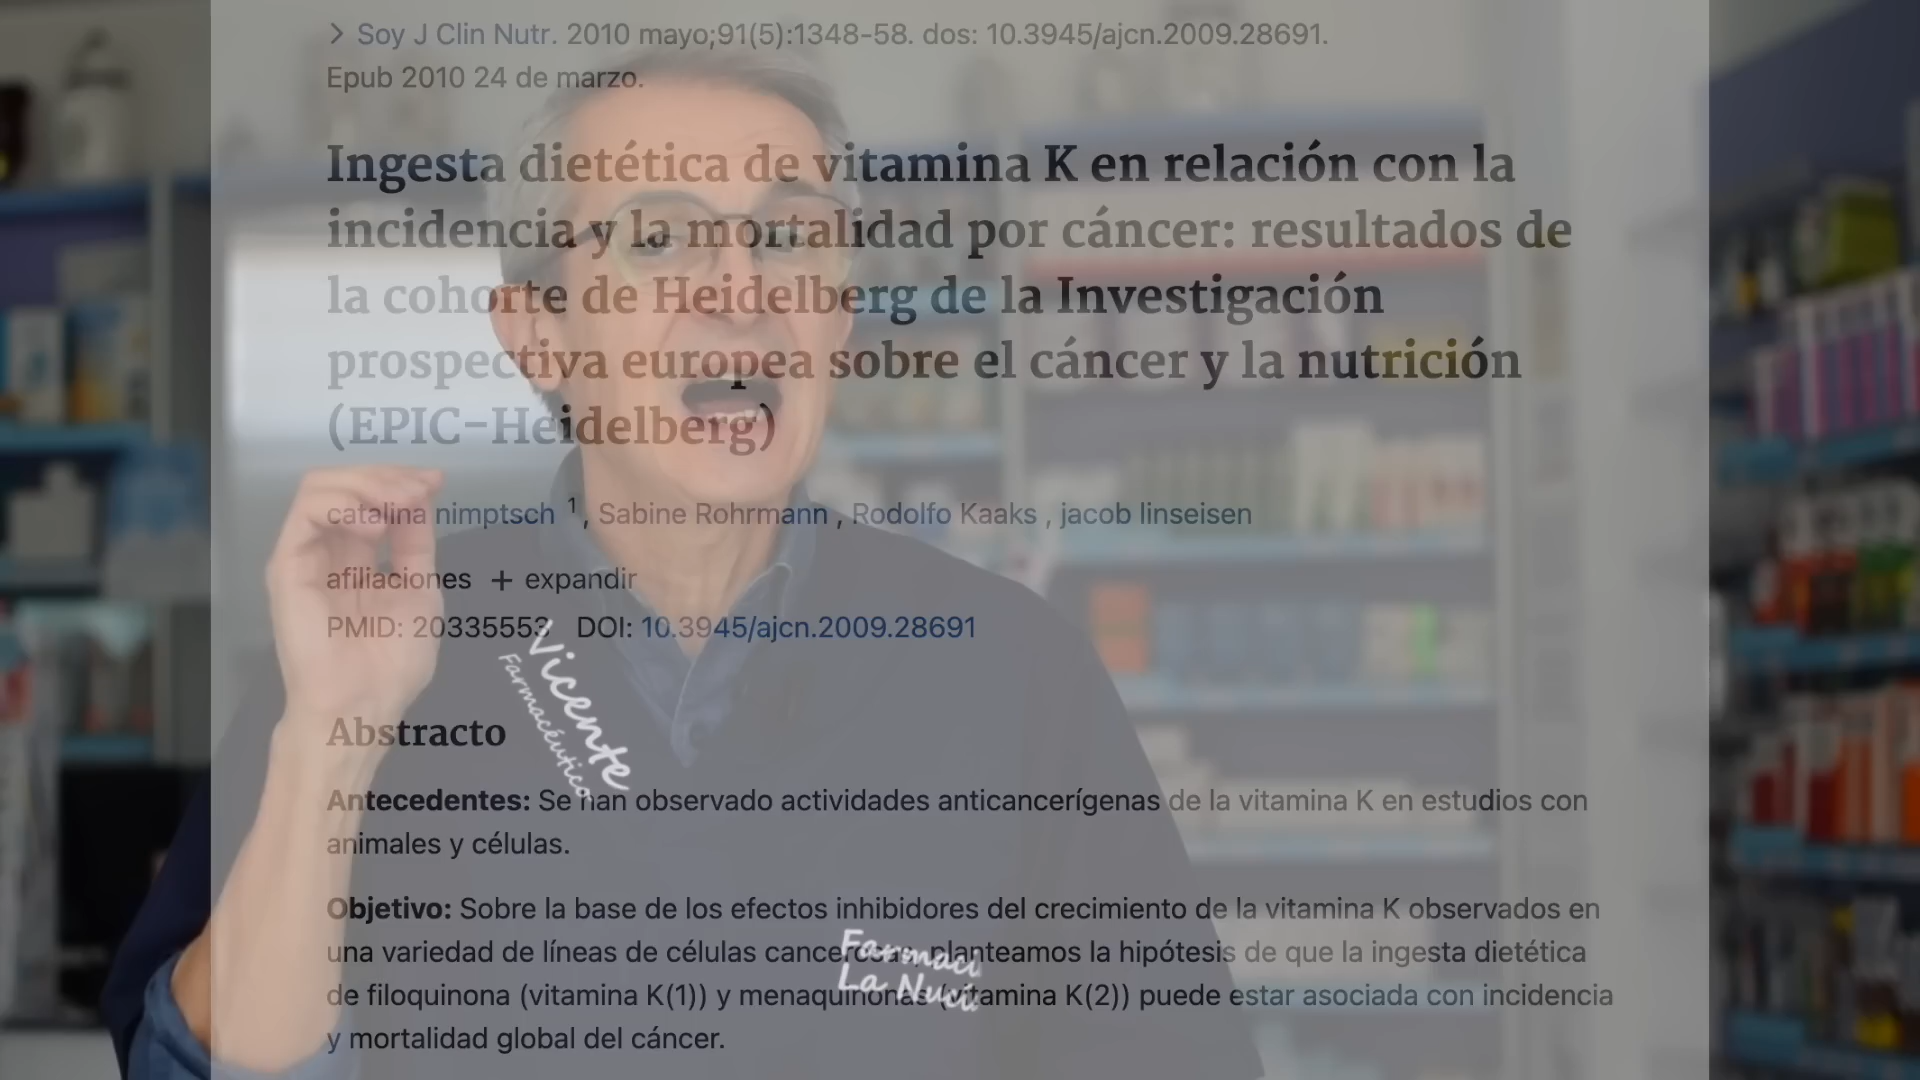 > Soy J Clin Nutr. 2010 mayo;91(5):1348-58. dos: 10.3945/ajcn.2009.28691.
Epub 2010 24 de marzo.
Ingesta dietética de vitamina K en relación con la
incidencia y la mortalidad por cáncer: resultados de
la cohorte de Heidelberg de la Investigación
prospectiva europea sobre el cáncer y la nutrición
(EPIC-Heidelberg)
catalina nimptsch 1, Sabine Rohrmann , Rodolfo Kaaks , jacob linseisen
afiliaciones + expandir
PMID: 20335553 DOI: 10.3945/ajcn.2009.28691
Vicente
Farmacéutico
Abstracto
Antecedentes: Se han observado actividades anticancerígenas de la vitamina K en estudios con
animales y células.
Objetivo: Sobre la base de los efectos inhibidores del crecimiento de la vitamina K observados en
una variedad de líneas de células cancerosas, planteamos la hipótesis de que la ingesta dietética
de filoquinona (vitamina K(1)) y menaquinonas (vitamina K(2)) puede estar asociada con incidencia
y mortalidad global del cáncer.
Farmaci
La Nucí